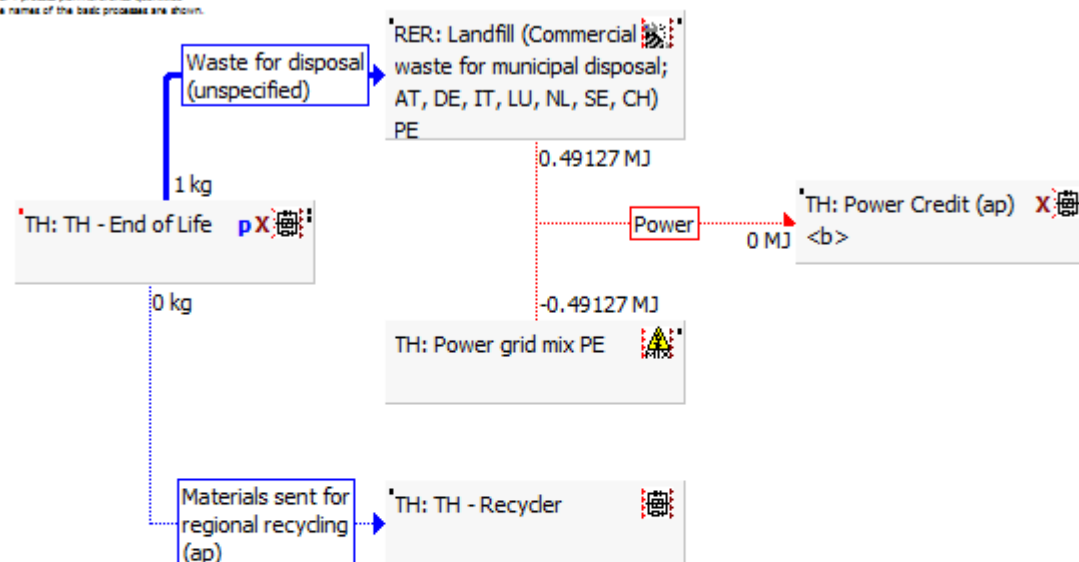 e names of the basic processes are shown.
RER: Landfill (Commercial
waste for municipal disposal;
AT, DE, IT, LU, NL, SE, CH)
PE
Waste for disposal
(unspecified)
1 kg
0.49127 MJ
TH: TH - End of Life pX
Power
0 MJ
TH: Power Credit (ap) X
<b>
0 kg
-0.49127 MJ
TH: Power grid mix PE
MIX
Materials sent for
regional recycling
(ap)
TH: TH - Recycler